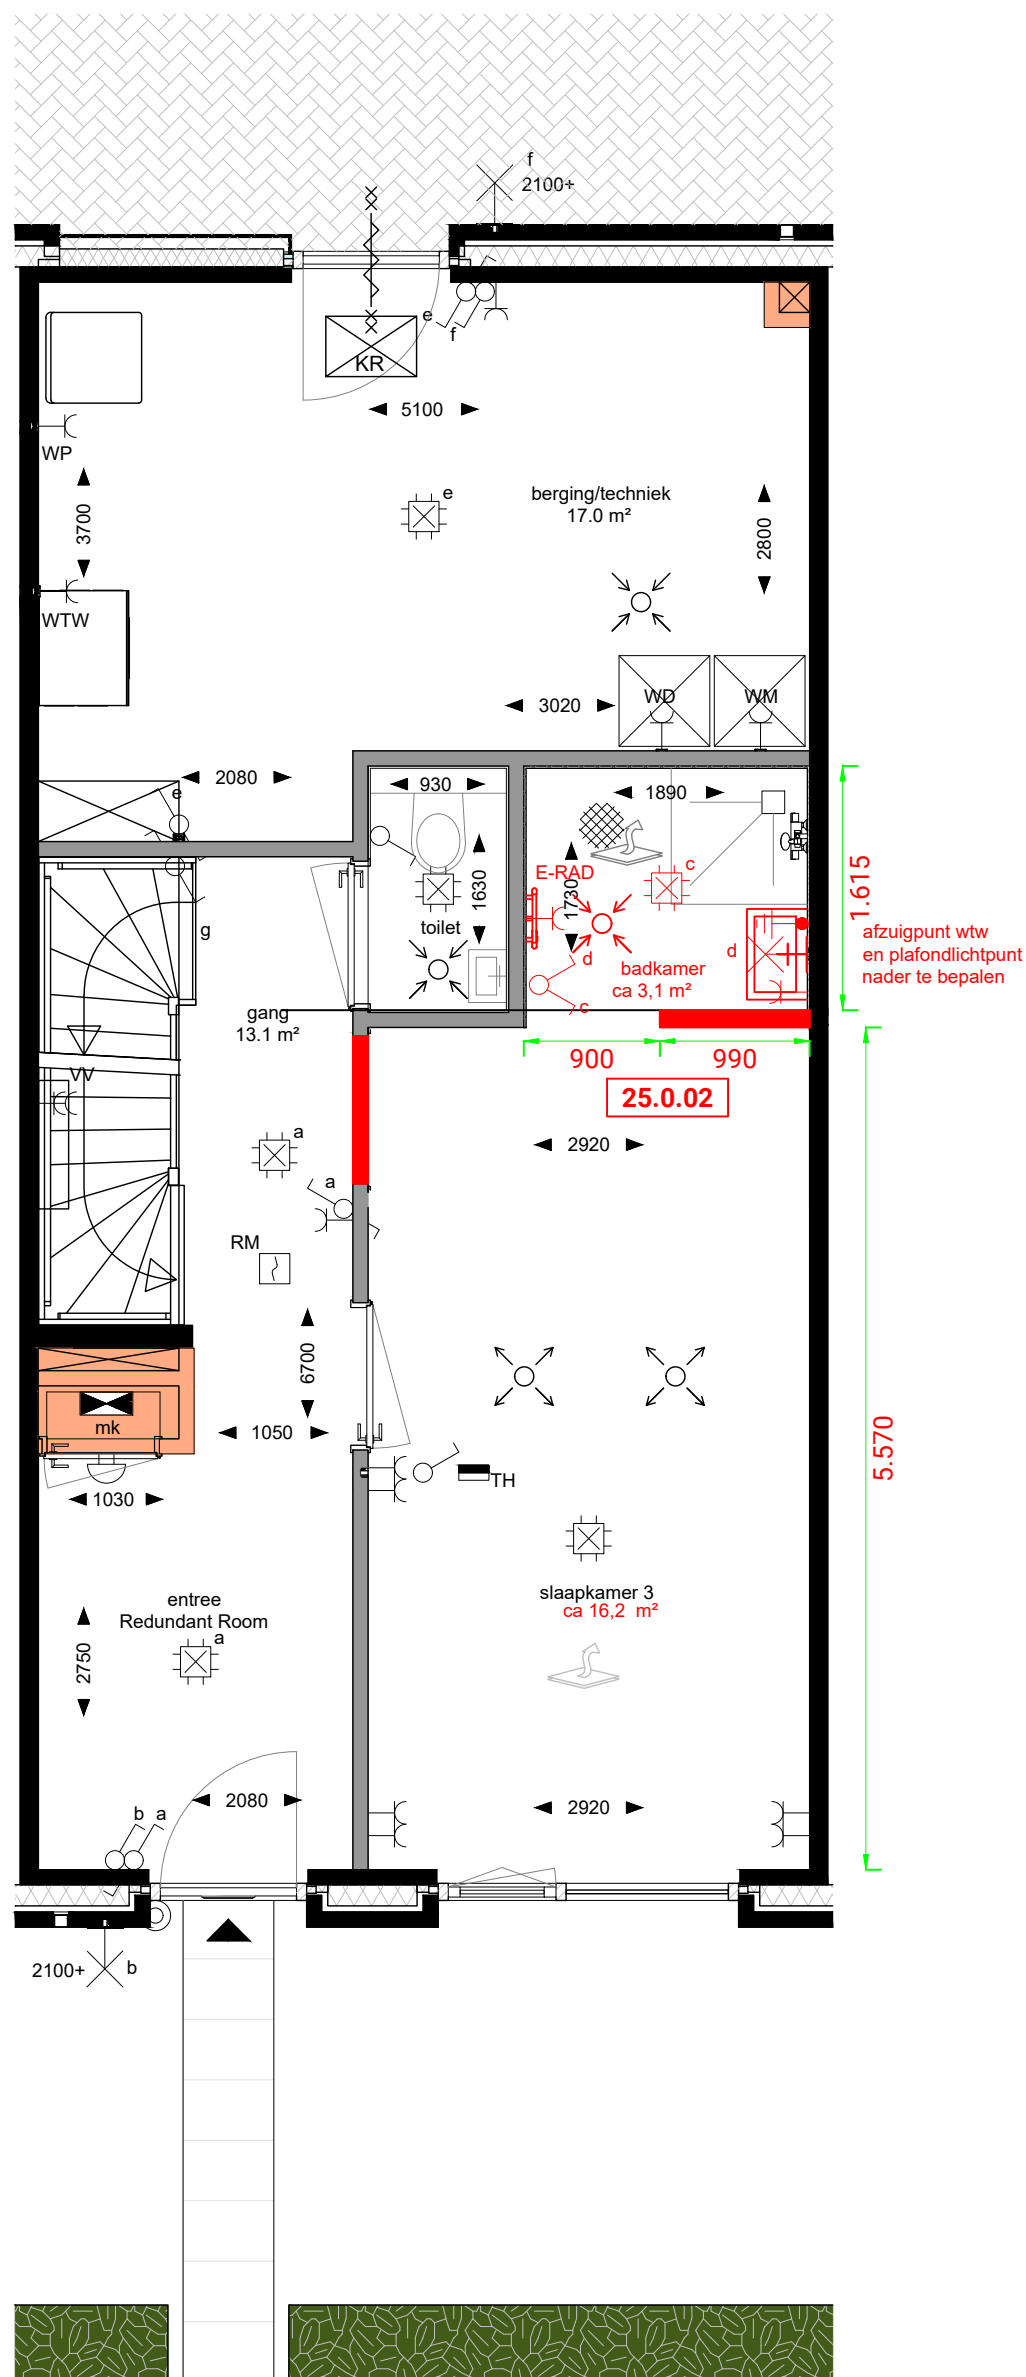 f
2100+
e
f
KR
5100
WP
3700
e
berging/techniek
17.0 m²
2800
WTW
WD
WM
3020
2080
e
930
1890
1630
E-RAD
1730
c
1.615
g
toilet
d
badkamer
ca 3,1 m²
d
c
afzuigpunt wtw
en plafondlichtpunt
nader te bepalen
gang
13.1 m²
900
990
25.0.02
VV
a
2920
a
RM
6700
1050
mk
1030
TH
5.570
entree
Redundant Room
a
slaapkamer 3
ca 16,2 m²
2750
2080
2920
b
a
2100+
b